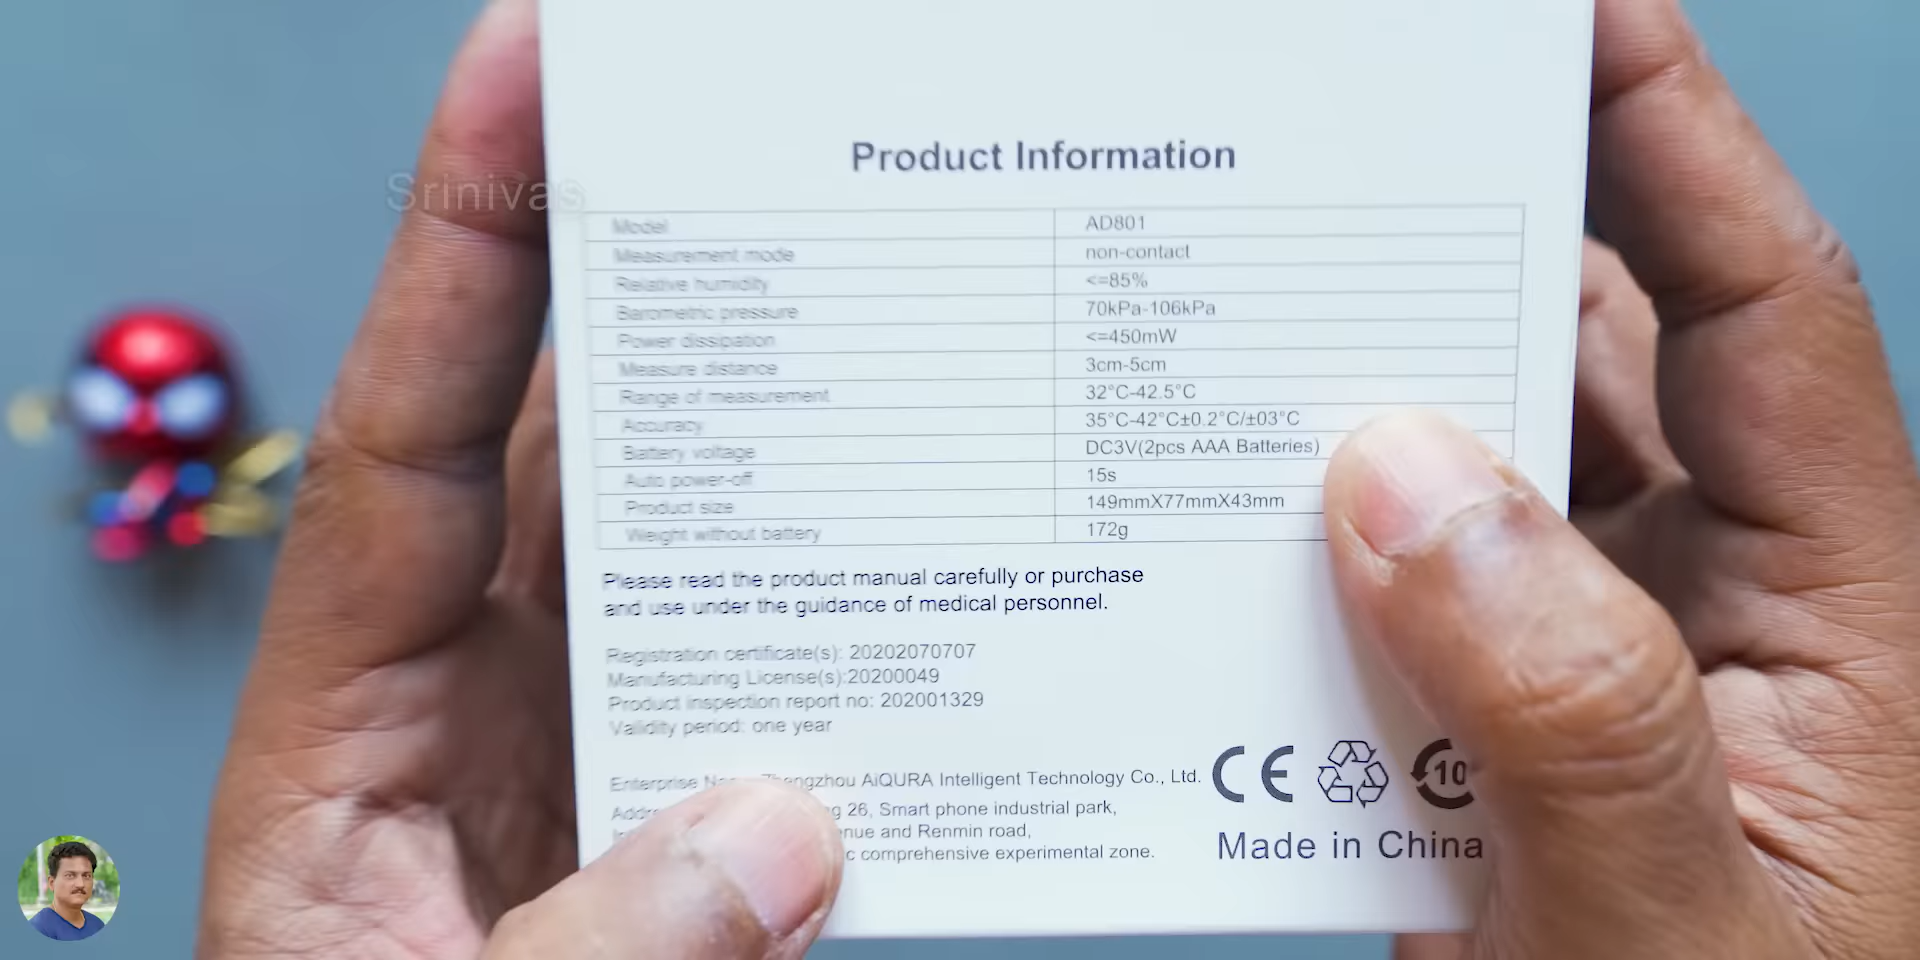 Srinivas
Product Information
Model AD801
Measurement mode non-contact
Relative humidity <=85%
Barometric pressure 70kPa-106kPa
Power dissipation <=450mW
Measure distance 3cm-5cm
Range of measurement 32°C-42.5°C
Accuracy 35°C-42°C±0.2°C/±03°C
Battery voltage DC3V(2pcs AAA Batteries)
Auto power-off 15s
Product size 149mmX77mmX43mm
Weight without battery 172g
Please read the product manual carefully or purchase
and use under the guidance of medical personnel.
Registration certificate(s): 20202070707
Manufacturing License(s):20200049
Product inspection report no: 202001329
Validity period: one year
Enterprise AiQURA Intelligent Technology Co., Ltd.
26, Smart phone industrial park,
and Renmin road,
comprehensive experimental zone.
CE
10
Made in China